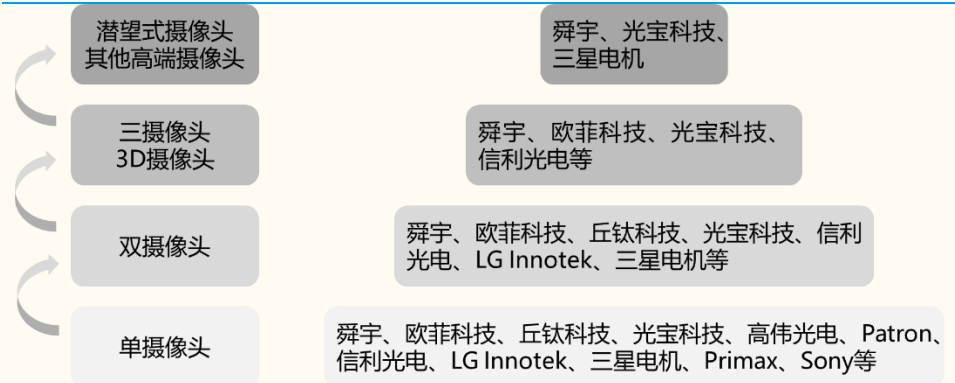 潜望式摄像头
其他高端摄像头
舜宇、光宝科技、
三星电机
三摄像头
3D摄像头
舜宇、欧菲科技、光宝科技、
信利光电等
双摄像头
舜宇、欧菲科技、丘钛科技、光宝科技、信利
光电、LG Innotek、三星电机等
单摄像头
舜宇、欧菲科技、丘钛科技、光宝科技、高伟光电、Patron、
信利光电、LG Innotek、三星电机、Primax、Sony等